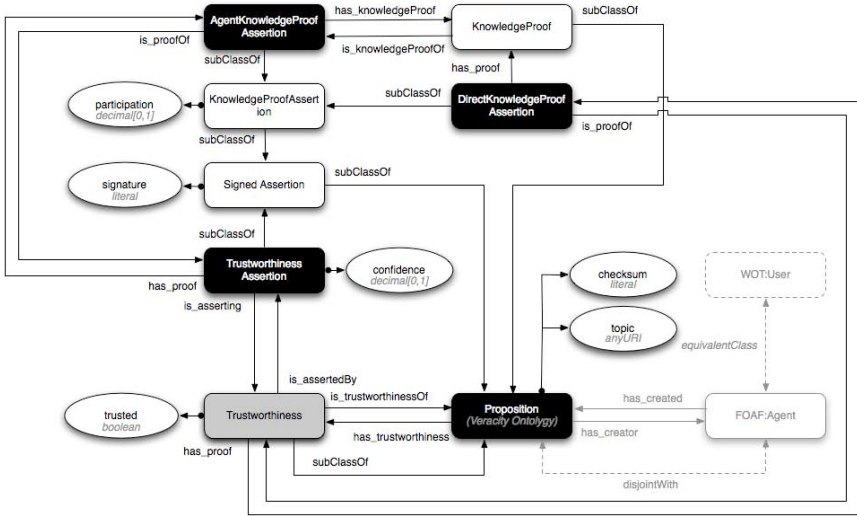 AgentKnowledgeProof
Assertion
has_knowledgeProof
KnowledgeProof
subClassOf
is_proofOf
is_knowledgeProofOf
subClassOf
has_proof
participation
decimal[0,1]
KnowledgeProofAssert
ion
subClassOf
DirectKnowledgeProof
Assertion
is_proofOf
subClassOf
signature
literal
Signed Assertion
subClassOf
subClassOf
Trustworthiness
Assertion
confidence
decimal[0,1]
has_proof
is_asserting
checksum
literal
WOT:User
topic
anyURI
equivalentClass
is_assertedBy
is_trustworthinessOf
trusted
boolean
Trustworthiness
Proposition
(Veracity Ontolygy)
has_created
FOAF:Agent
has_creator
has_trustworthiness
has_proof
subClassOf
disjointWith